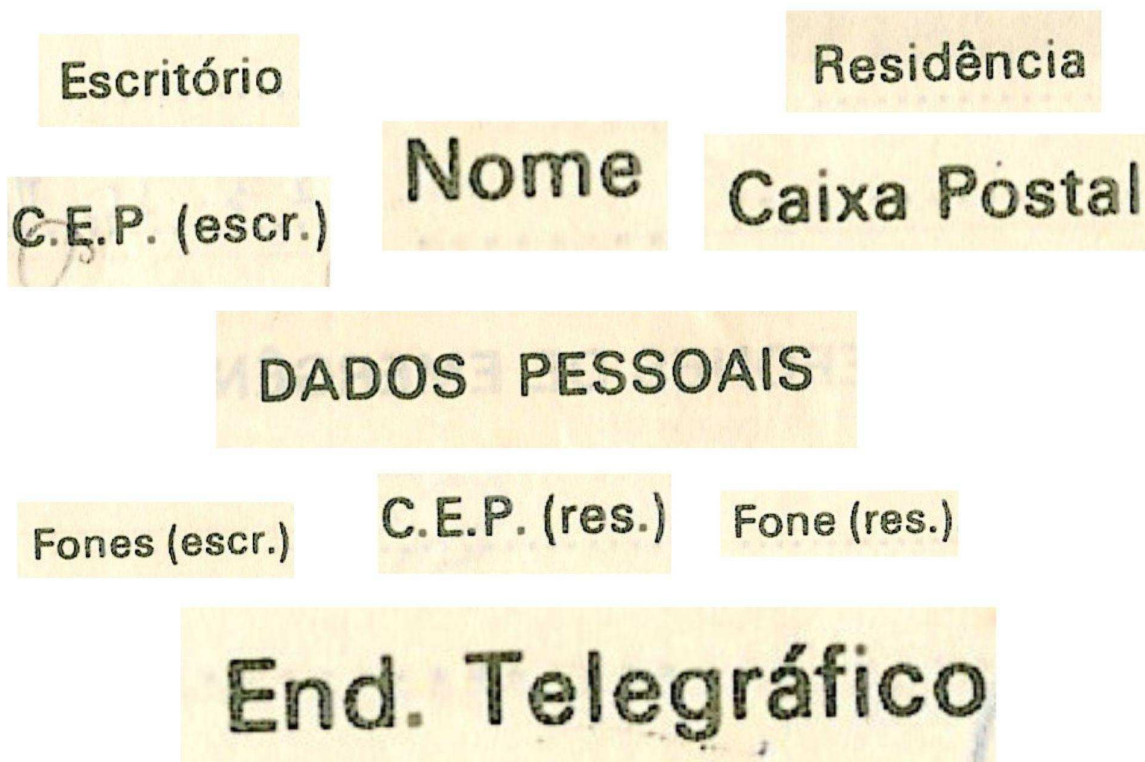 Escritório
Residência
Nome
Caixa Postal
C.E.P. (escr.)
DADOS PESSOAIS
Fones (escr.)
C.E.P. (res.)
Fone (res.)
End. Telegráfico